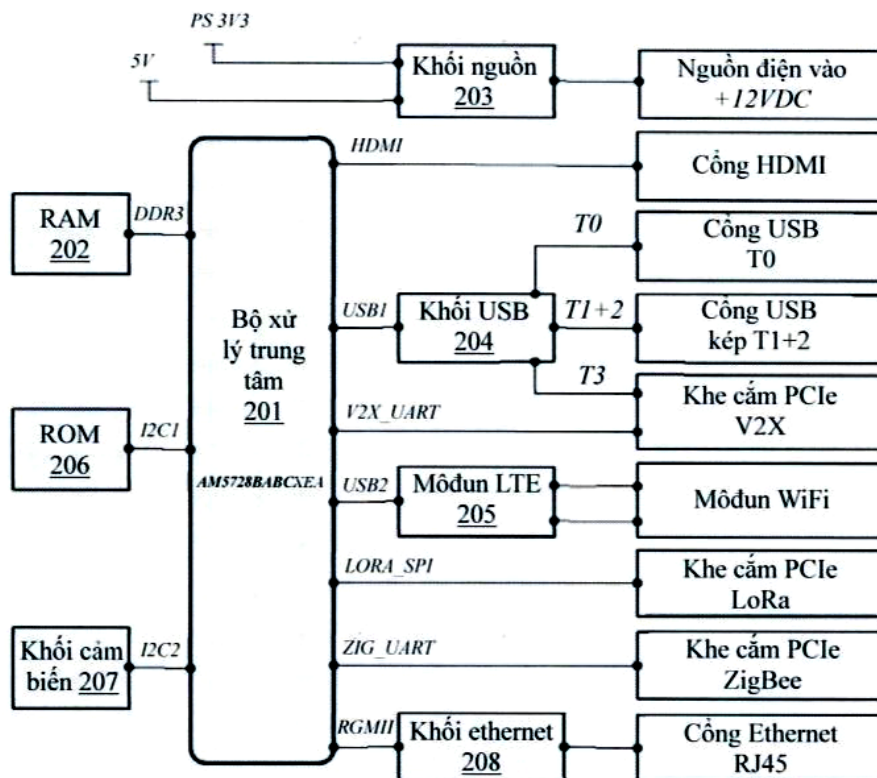 PS 3V3
5V
Khối nguồn
203
Nguồn điện vào
+12VDC
HDMI
Cổng HDMI
RAM
202
DDR3
T0
Cổng USB
T0
Bộ xử
lý trung
tâm
201
AM5728BABCXEA
USB1
Khối USB
204
T1+2
Cổng USB
kép T1+2
T3
Khe cắm PCIe
V2X
V2X_UART
ROM
206
I2C1
USB2
Môđun LTE
205
Môđun WiFi
LORA_SPI
Khe cắm PCIe
LoRa
Khối cảm
biến 207
I2C2
ZIG_UART
Khe cắm PCIe
ZigBee
RGMII
Khối ethernet
208
Cổng Ethernet
RJ45